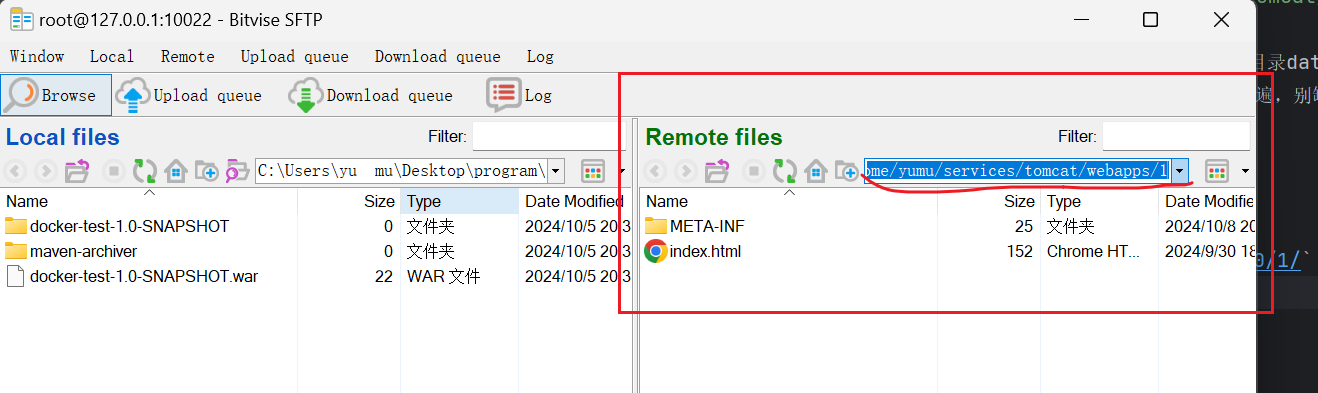 root@127.0.0.1:10022 - Bitvise SFTP
Window Local Remote Upload queue Download queue Log
Browse Upload queue Download queue Log
Local files Filter: Remote files Filter:
C:\Users\yu mu\Desktop\program\ ome/yumu/services/tomcat/webapps/1
Name Size Type Date Modified Name Size Type Date Modifie
docker-test-1.0-SNAPSHOT 0 文件夹 2024/10/5 20:3 META-INF 25 文件夹 2024/10/8 20
maven-archiver 0 文件夹 2024/10/5 20:3 index.html 152 Chrome HT... 2024/9/30 18
docker-test-1.0-SNAPSHOT.war 22 WAR 文件 2024/10/5 20:3
目录dat
遍，别
0/1/`